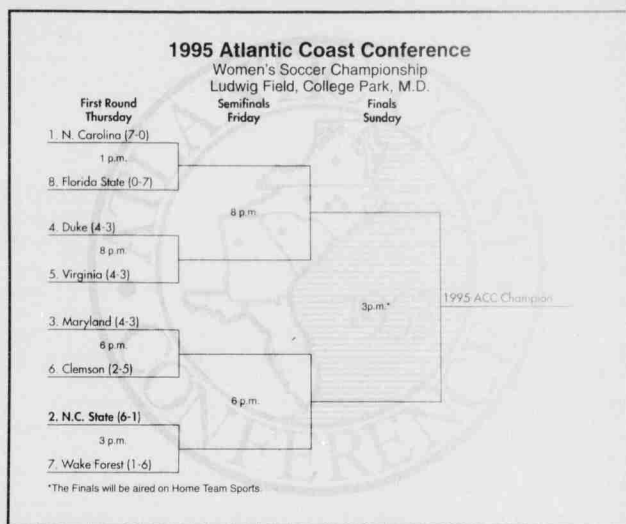 1995 Atlantic Coast Conference
Women's Soccer Championship
Ludwig Field, College Park, M.D.
First Round
Thursday
Semifinals
Friday
Finals
Sunday
1. N. Carolina (7-0)
1 p.m.
8. Florida State (0-7)
8 p.m.
4. Duke (4-3)
8 p.m.
5. Virginia (4-3)
3p.m.*
1995 ACC Champion
3. Maryland (4-3)
6 p.m.
6. Clemson (2-5)
6 p.m.
2. N.C. State (6-1)
3 p.m.
7. Wake Forest (1-6)
*The Finals will be aired on Home Team Sports.